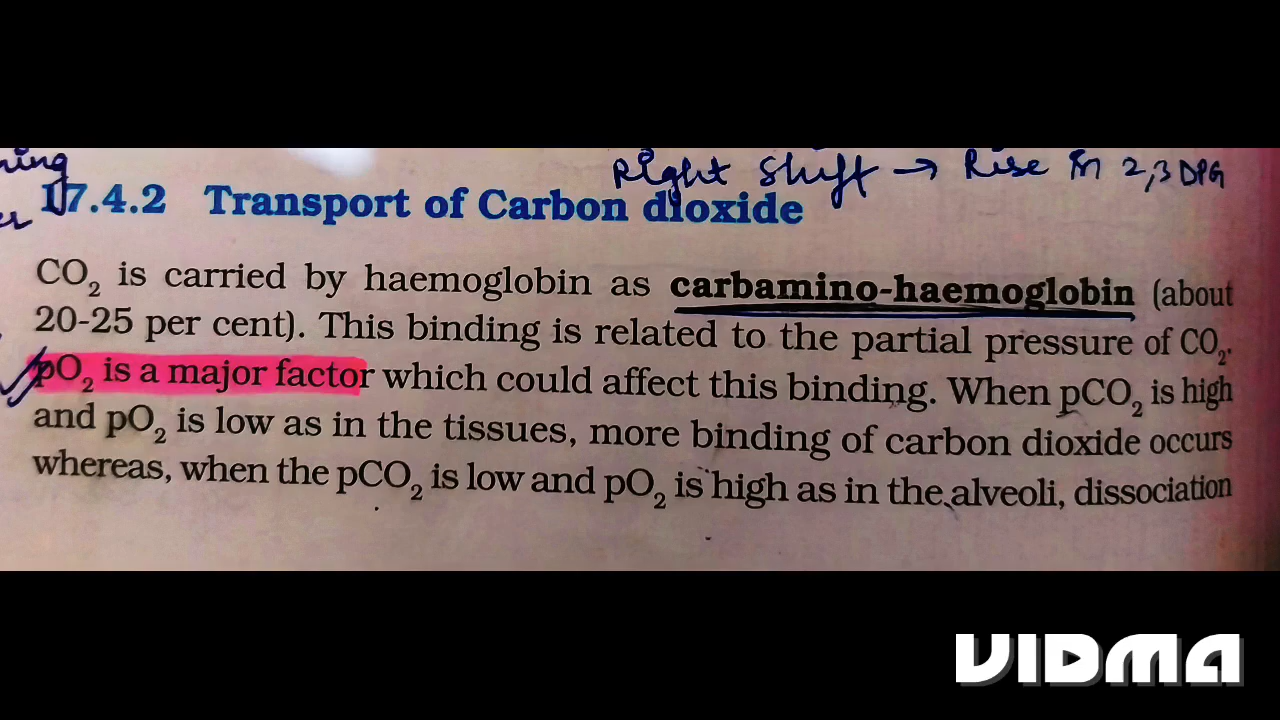 Right Shift → Rise in 2,3 DPG
17.4.2 Transport of Carbon dioxide
CO₂ is carried by haemoglobin as carbamino-haemoglobin (about
20-25 per cent). This binding is related to the partial pressure of CO₂.
pO₂ is a major factor which could affect this binding. When pCO₂ is high
and pO₂ is low as in the tissues, more binding of carbon dioxide occurs
whereas, when the pCO₂ is low and pO₂ is high as in the alveoli, dissociation
VIDMA